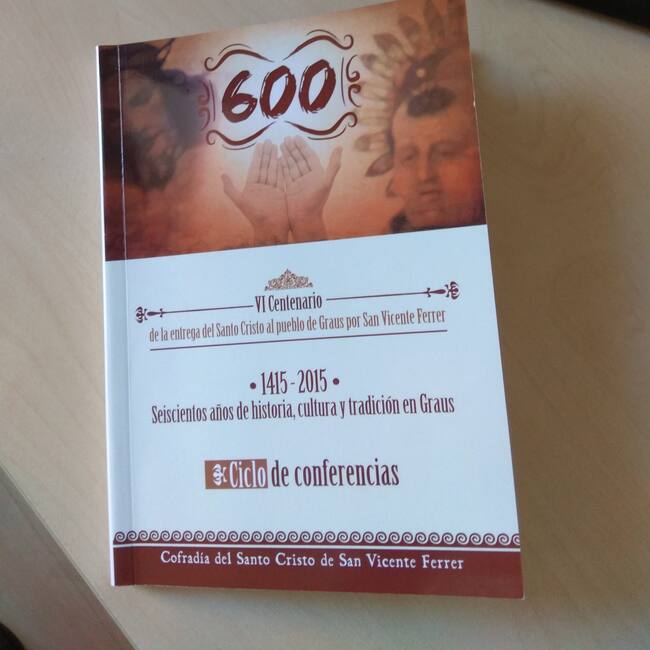 600
VI Centenario
de la entrega del Santo Cristo al pueblo de Graus por San Vicente Ferrer
• 1415 - 2015 •
Seiscientos años de historia, cultura y tradición en Graus
Ciclo de conferencias
Cofradía del Santo Cristo de San Vicente Ferrer